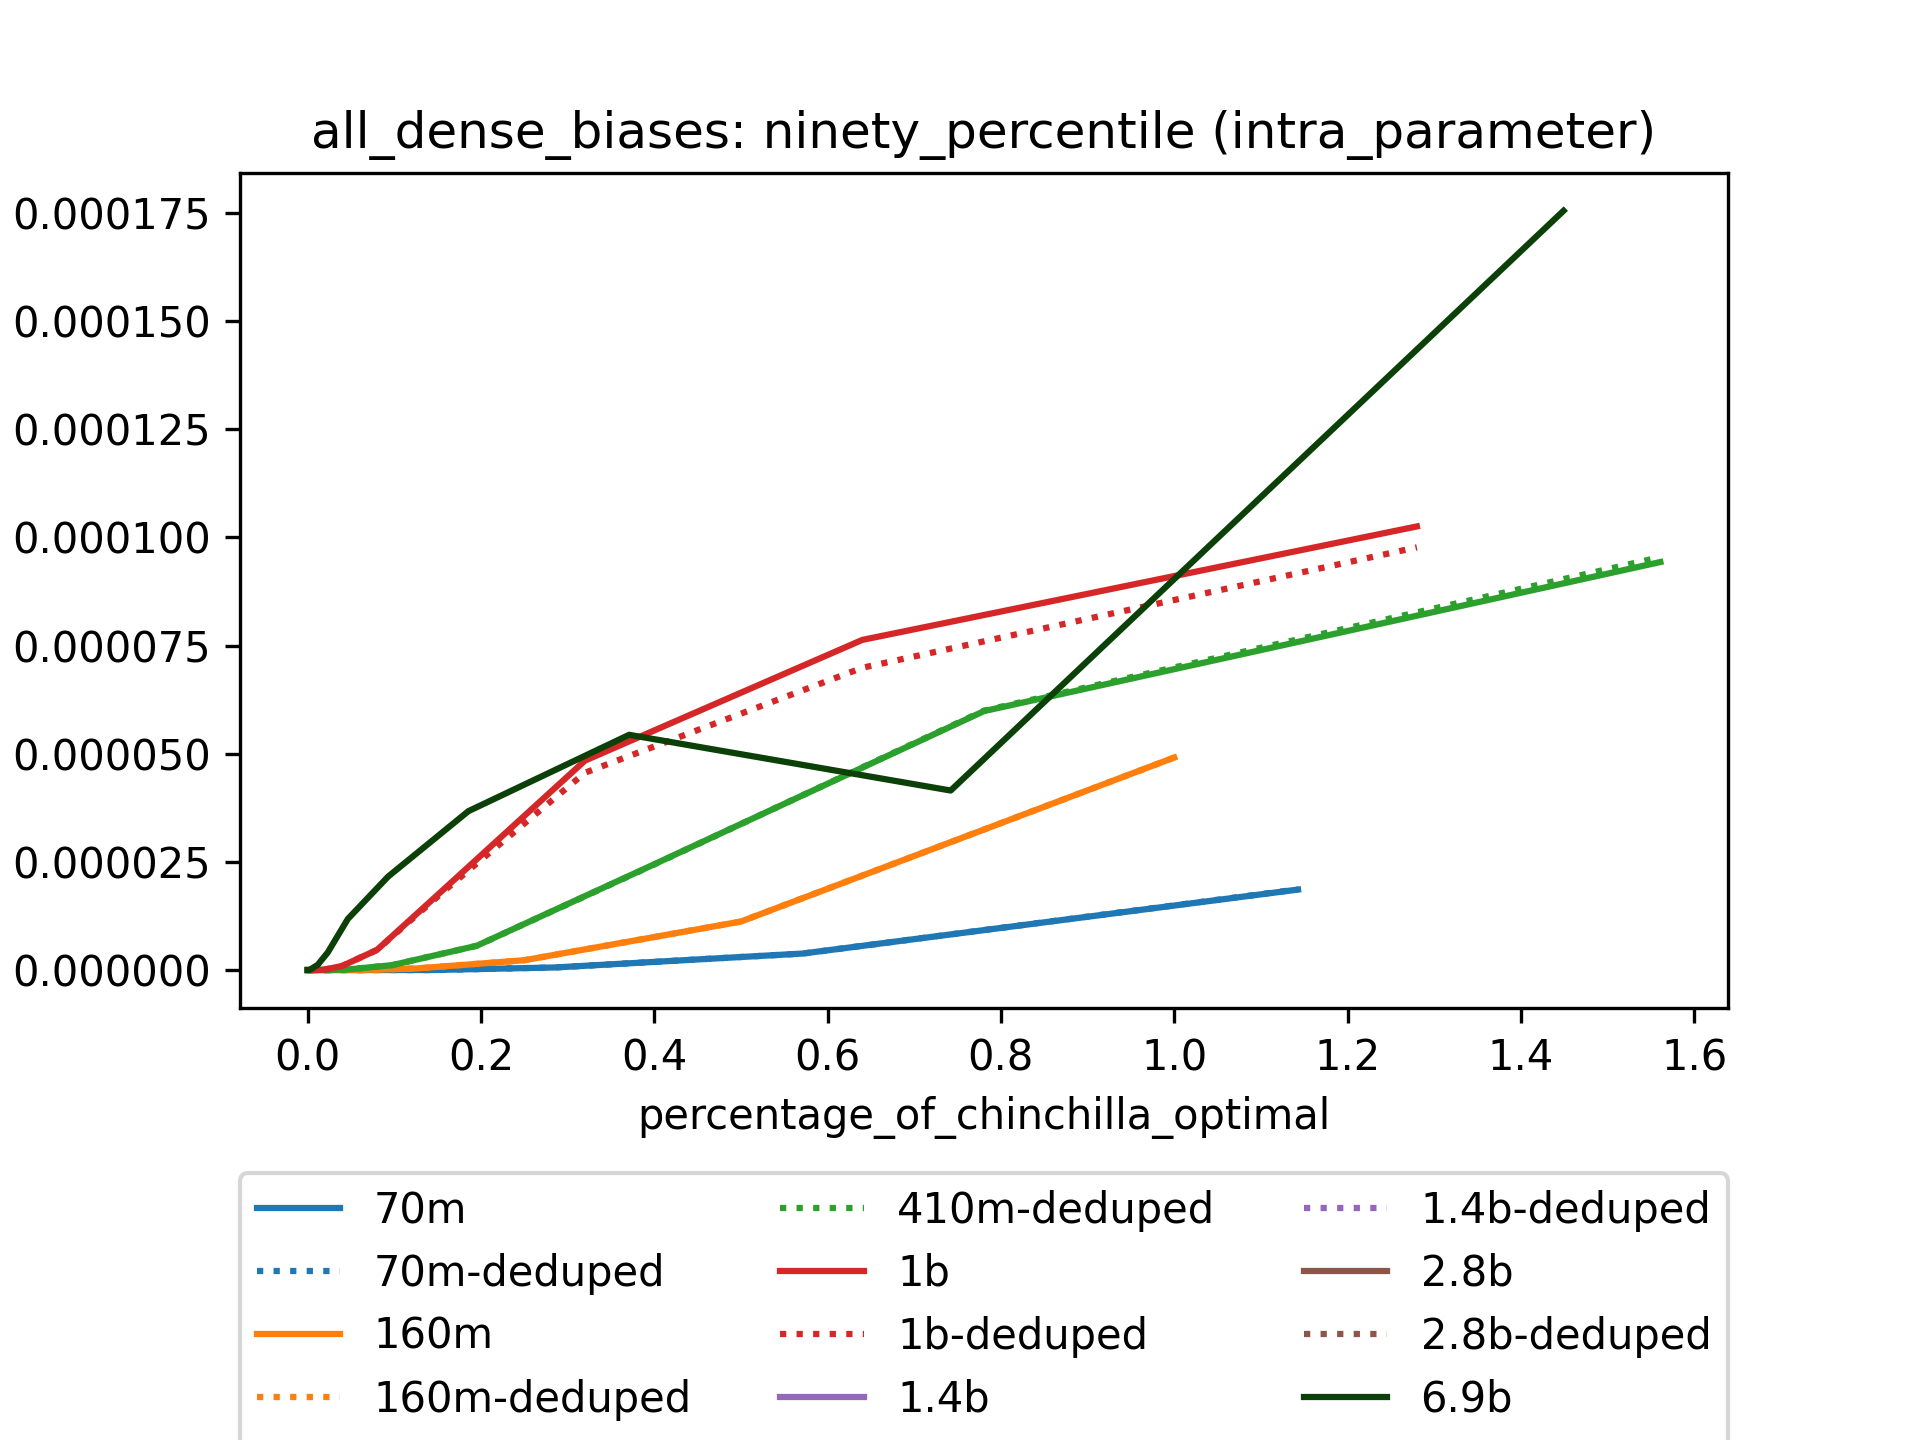 all_dense_biases: ninety_percentile (intra_parameter)
0.000175
0.000150
0.000125
0.000100
0.000075
0.000050
0.000025
0.000000
0.0 0.2 0.4 0.6 0.8 1.0 1.2 1.4 1.6
percentage_of_chinchilla_optimal
70m 410m-deduped 1.4b-deduped
70m-deduped 1b 2.8b
160m 1b-deduped 2.8b-deduped
160m-deduped 1.4b 6.9b